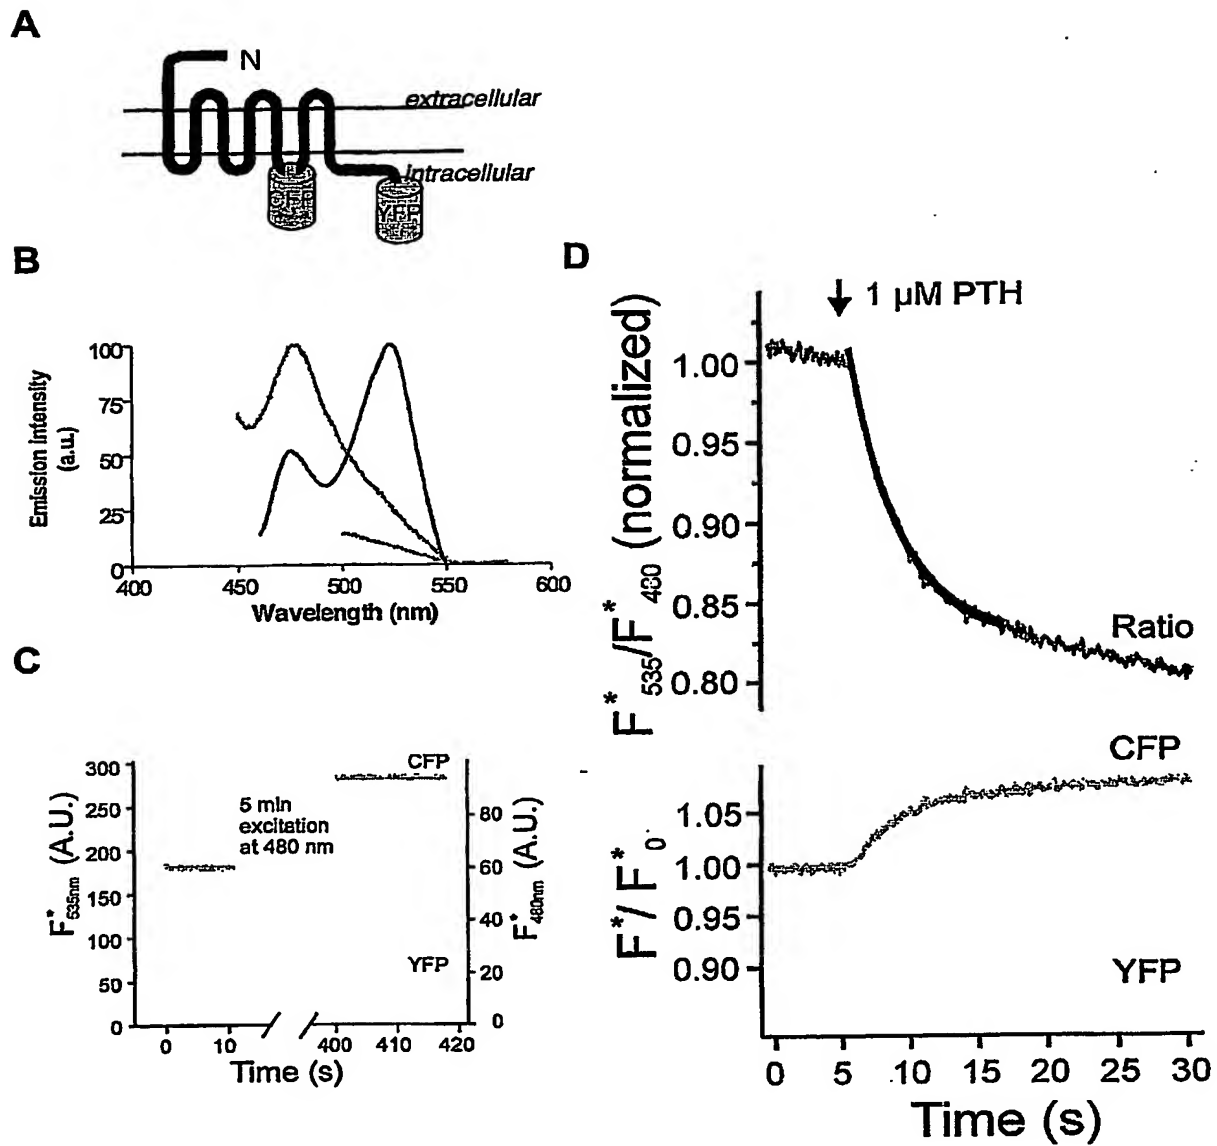 A
N
extracellular
intracellular
CFP
YFP
B
Emission intensity
(a.u.)
100
75
50
25
0
400
450
500
550
600
Wavelength (nm)
C
300
250
200
150
100
50
0
F*535nm (A.U.)
5 min
excitation
at 480 nm
CFP
YFP
80
60
40
20
0
F*480nm (A.U.)
0
10
400
410
420
Time (s)
D
1 µM PTH
F*535/F*480 (normalized)
1.00
0.95
0.90
0.85
0.80
Ratio
CFP
F*/ F*0
1.05
1.00
0.95
0.90
YFP
0
5
10
15
20
25
30
Time (s)